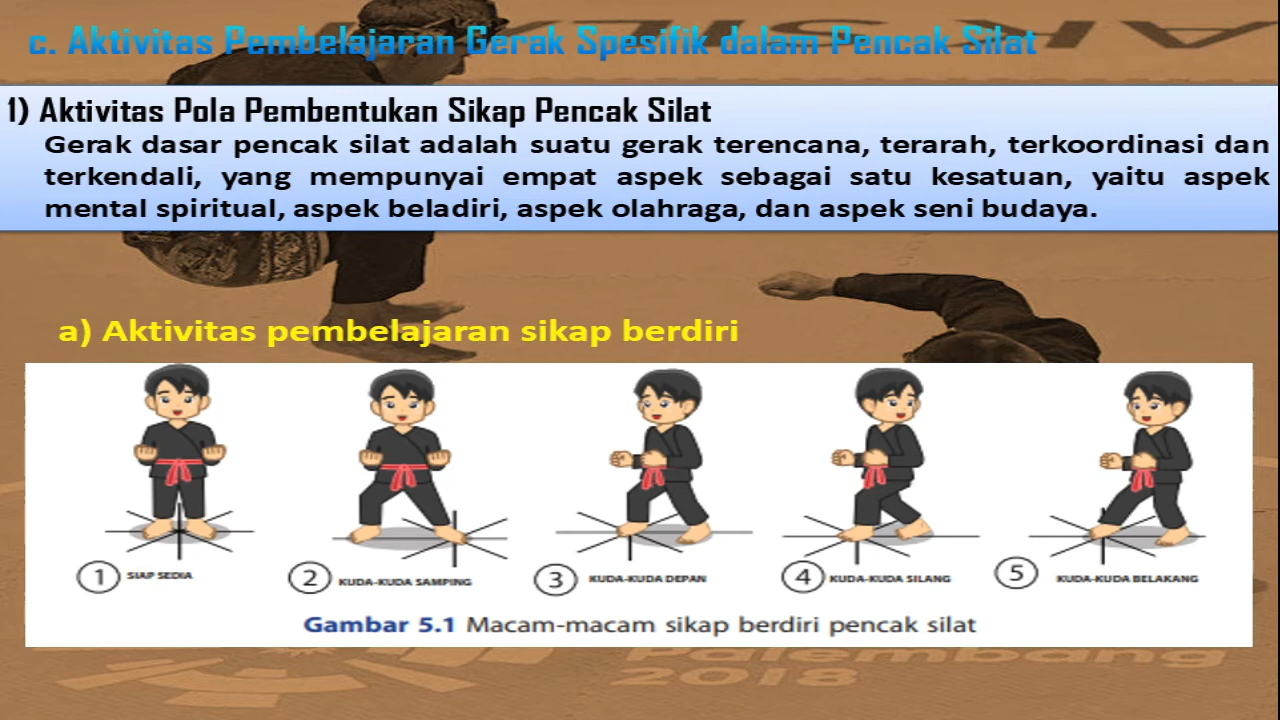 c. Aktivitas Pembelajaran Gerak Spesifik dalam Pencak Silat
1) Aktivitas Pola Pembentukan Sikap Pencak Silat
Gerak dasar pencak silat adalah suatu gerak terencana, terarah, terkoordinasi dan
terkendali, yang mempunyai empat aspek sebagai satu kesatuan, yaitu aspek
mental spiritual, aspek beladiri, aspek olahraga, dan aspek seni budaya.
a) Aktivitas pembelajaran sikap berdiri
1 SIAP SEDIA
2 KUDA-KUDA SAMPING
3 KUDA-KUDA DEPAN
4 KUDA-KUDA SILANG
5 KUDA-KUDA BELAKANG
Gambar 5.1 Macam-macam sikap berdiri pencak silat
Palembang
2018